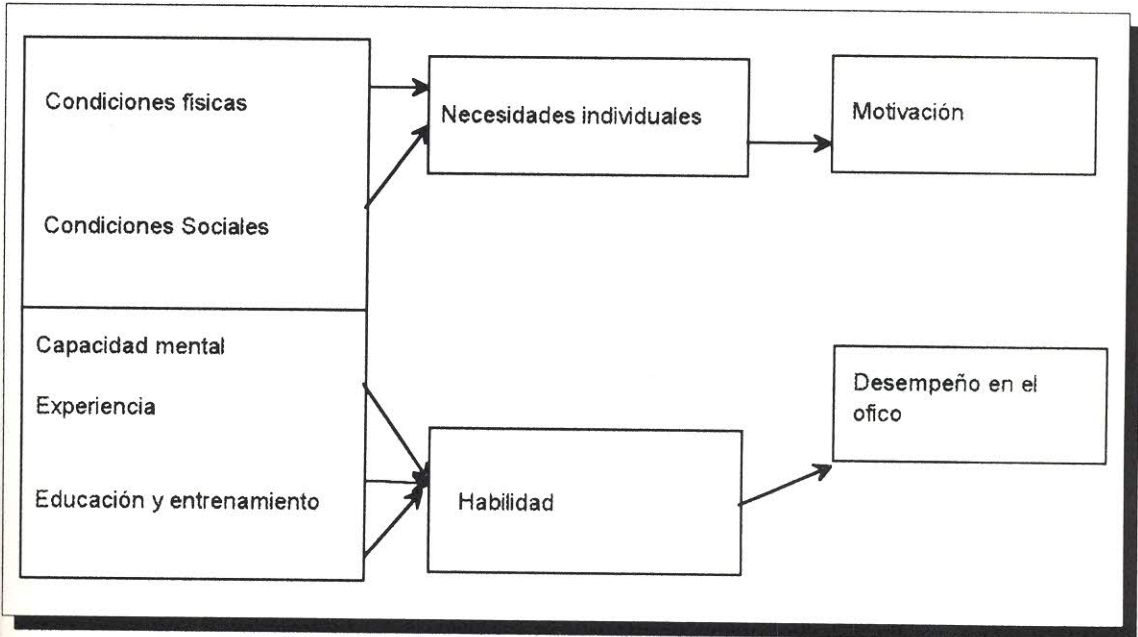 Condiciones físicas
Condiciones Sociales
Necesidades individuales
Motivación
Capacidad mental
Experiencia
Educación y entrenamiento
Habilidad
Desempeño en el
ofico